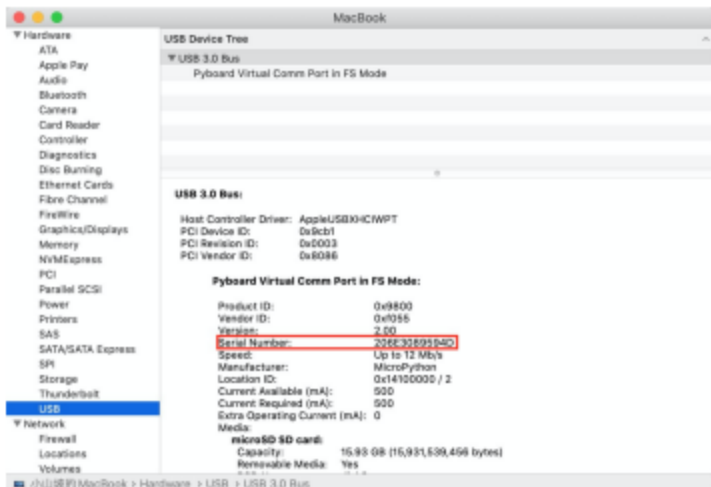 MacBook
Hardware
ATA
Apple Pay
Audio
Bluetooth
Camera
Card Reader
Controller
Diagnostics
Disc Burning
Ethernet Cards
Fibre Channel
FireWire
Graphics/Displays
Memory
NVMExpress
PCI
Parallel SCSI
Power
Printers
SAS
SATA/SATA Express
SPI
Storage
Thunderbolt
USB
Network
Firewall
Locations
Volumes
USB Device Tree
USB 3.0 Bus
Pyboard Virtual Comm Port in FS Mode
USB 3.0 Bus:
Host Controller Driver: AppleUSBXHCIWPT
PCI Device ID: 0x9cb1
PCI Revision ID: 0x0003
PCI Vendor ID: 0x8086
Pyboard Virtual Comm Port in FS Mode:
Product ID: 0x9800
Vendor ID: 0xf055
Version: 2.00
Serial Number: 206E3089594D
Speed: Up to 12 Mb/s
Manufacturer: MicroPython
Location ID: 0x14100000 / 2
Current Available (mA): 500
Current Required (mA): 500
Extra Operating Current (mA): 0
Media:
microSD SD card:
Capacity: 15.93 GB (15,931,539,456 bytes)
Removable Media: Yes
MacBook › Hardware › USB › USB 3.0 Bus